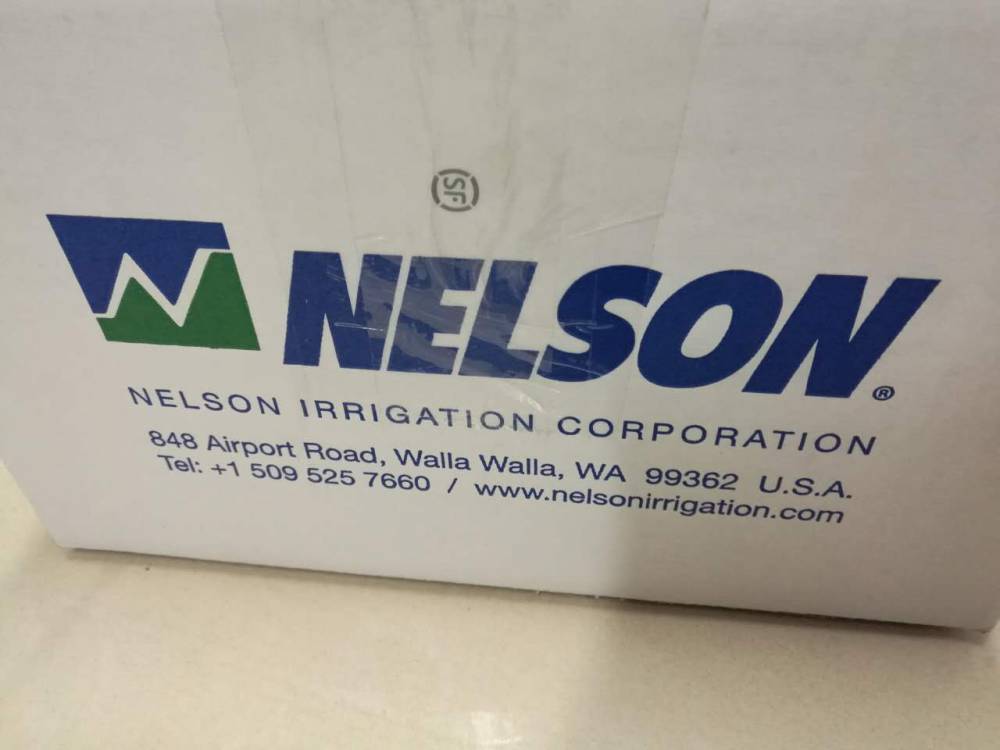 SF
NELSON®
NELSON IRRIGATION CORPORATION
848 Airport Road, Walla Walla, WA 99362 U.S.A.
Tel: +1 509 525 7660 / www.nelsonirrigation.com